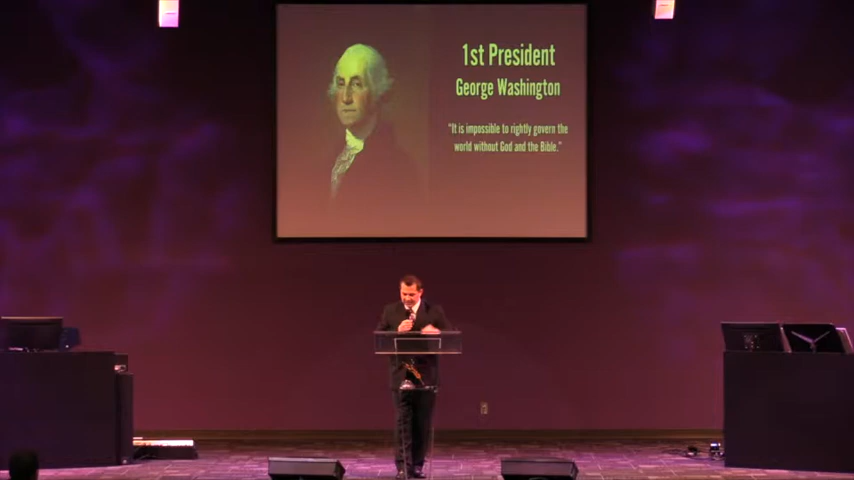 1st President
George Washington
"It is impossible to rightly govern the
world without God and the Bible."